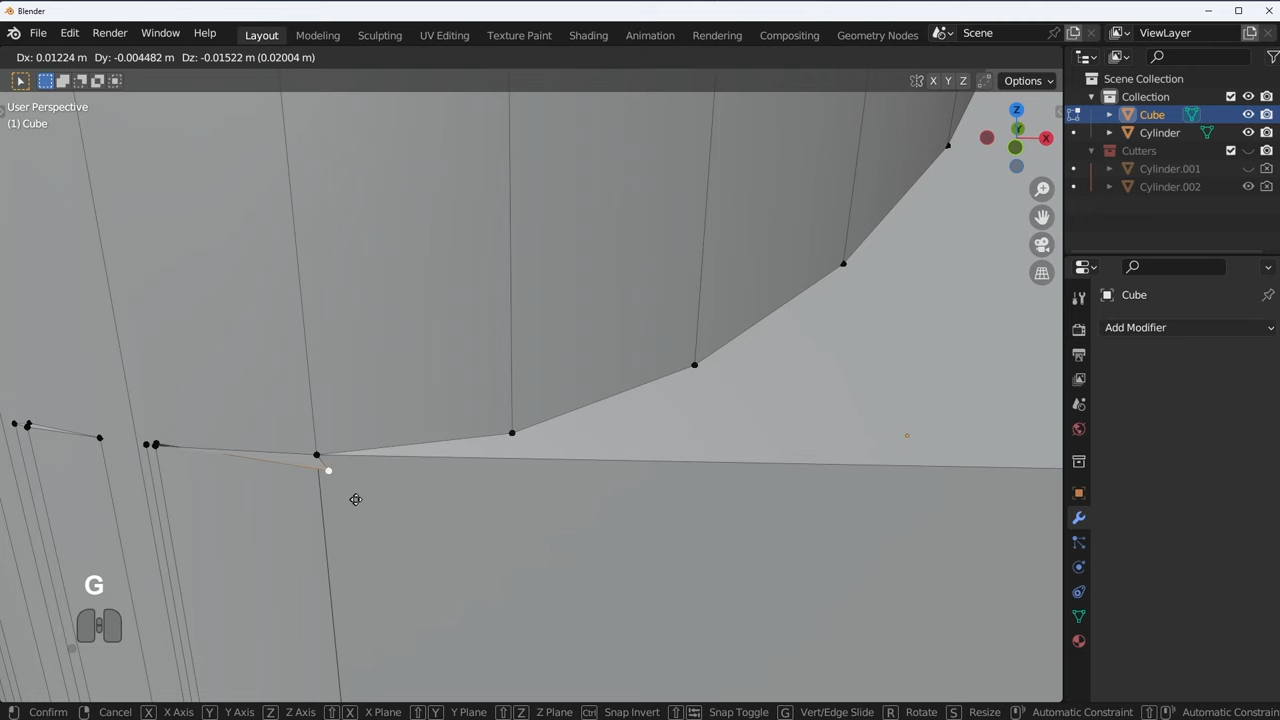 Blender
File Edit Render Window Help
Layout Modeling Sculpting UV Editing Texture Paint Shading Animation Rendering Compositing Geometry Nodes
Scene
ViewLayer
Dx: 0.01224 m Dy: -0.004482 m Dz: -0.01522 m (0.02004 m)
X Y Z
Options
User Perspective
(1) Cube
Z
Y
X
Scene Collection
Collection
Cube
Cylinder
Cutters
Cylinder.001
Cylinder.002
Cube
Add Modifier
G
Confirm Cancel X X Axis Y Y Axis Z Z Axis X X Plane Y Y Plane Z Z Plane Ctrl Snap Invert Snap Toggle G Vert/Edge Slide R Rotate S Resize Automatic Constraint Automatic Constrain